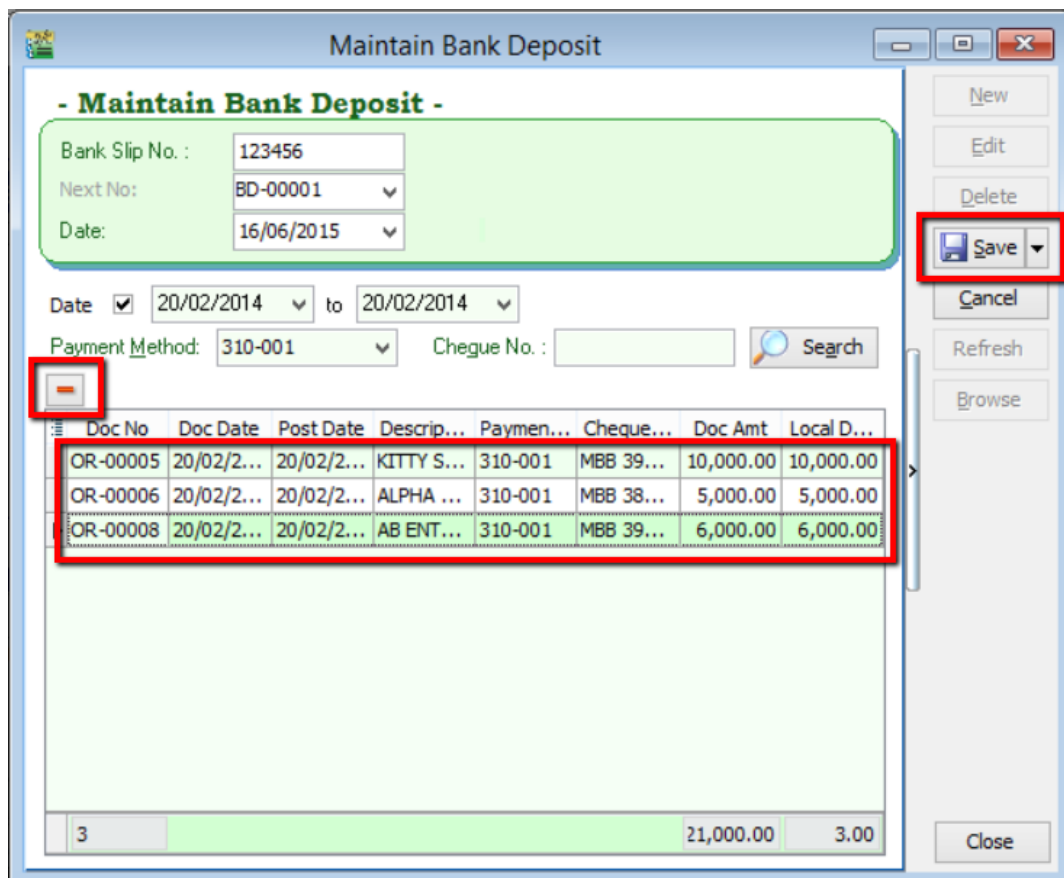 Maintain Bank Deposit
- Maintain Bank Deposit -
Bank Slip No. : 123456
Next No: BD-00001
Date: 16/06/2015
Date 20/02/2014 to 20/02/2014
Payment Method: 310-001 Cheque No. : Search
Doc No Doc Date Post Date Descrip... Paymen... Cheque... Doc Amt Local D...
OR-00005 20/02/2... 20/02/2... KITTY S... 310-001 MBB 39... 10,000.00 10,000.00
OR-00006 20/02/2... 20/02/2... ALPHA ... 310-001 MBB 38... 5,000.00 5,000.00
OR-00008 20/02/2... 20/02/2... AB ENT... 310-001 MBB 39... 6,000.00 6,000.00
3 21,000.00 3.00
New
Edit
Delete
Save
Cancel
Refresh
Browse
Close